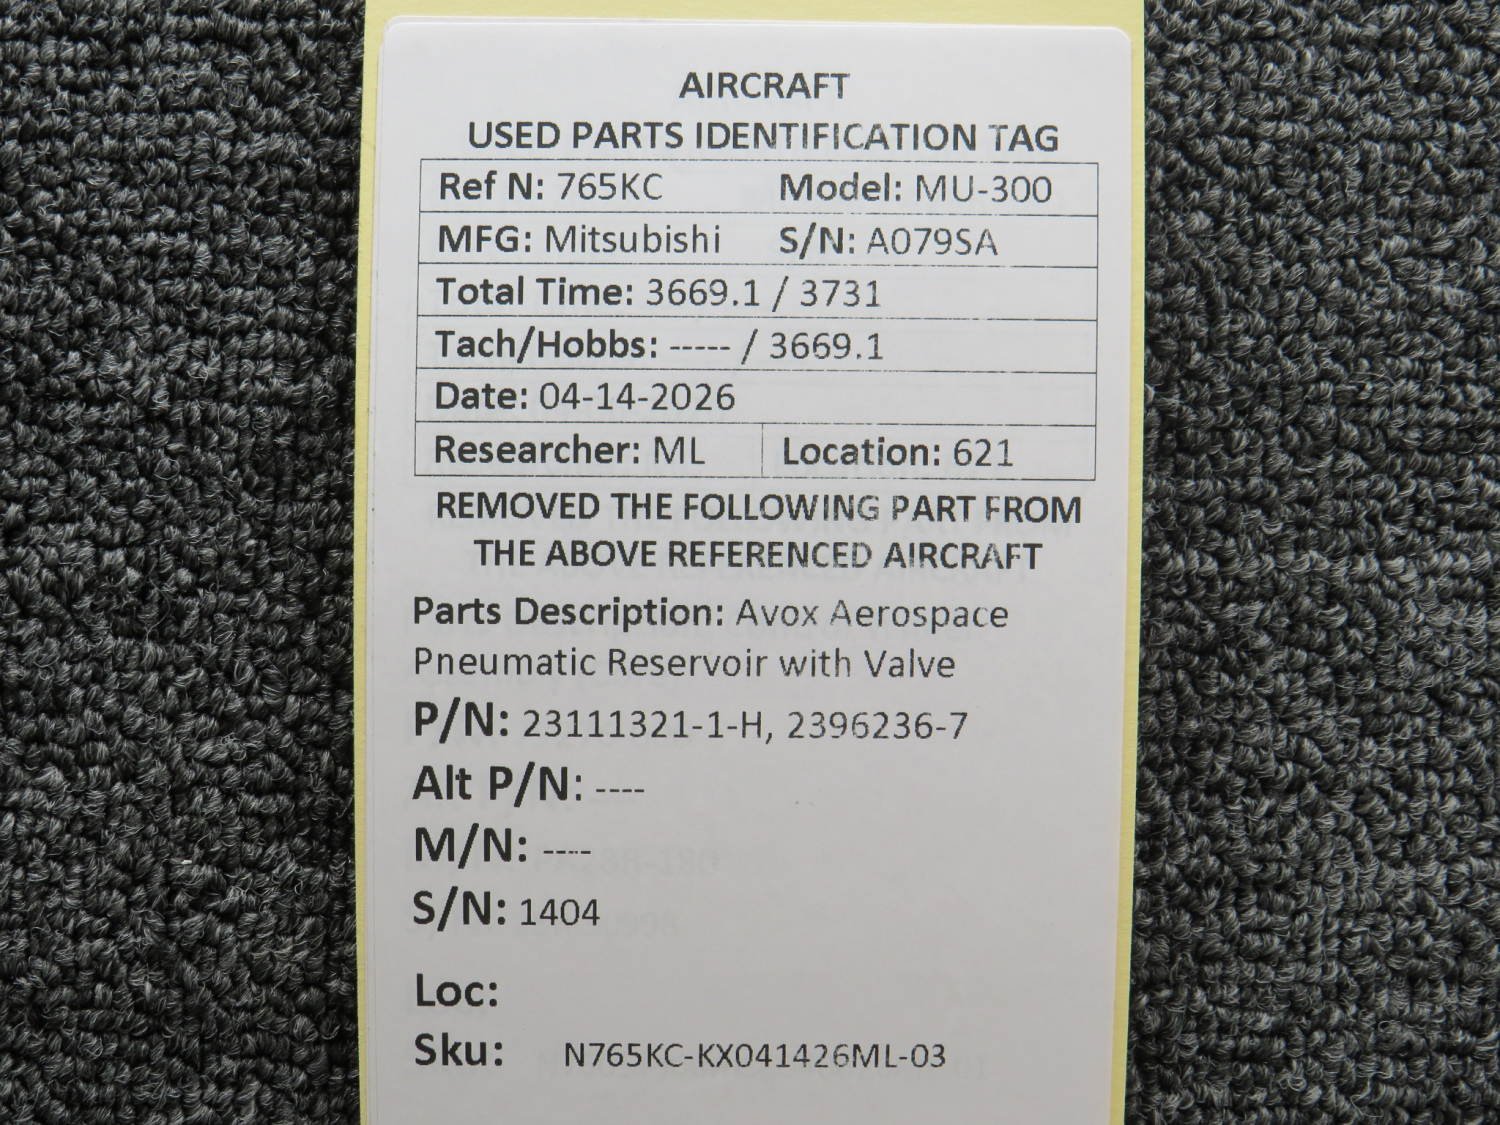 AIRCRAFT
USED PARTS IDENTIFICATION TAG
Ref N: 765KC Model: MU-300
MFG: Mitsubishi S/N: A079SA
Total Time: 3669.1 / 3731
Tach/Hobbs: ----- / 3669.1
Date: 04-14-2026
Researcher: ML Location: 621
REMOVED THE FOLLOWING PART FROM
THE ABOVE REFERENCED AIRCRAFT
Parts Description: Avox Aerospace
Pneumatic Reservoir with Valve
P/N: 23111321-1-H, 2396236-7
Alt P/N: ----
M/N: ----
S/N: 1404
Loc:
Sku: N765KC-KX041426ML-03